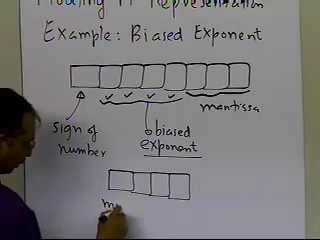 Floating Pt Representation
Example: Biased Exponent
mantissa
sign of
number
biased
exponent
m